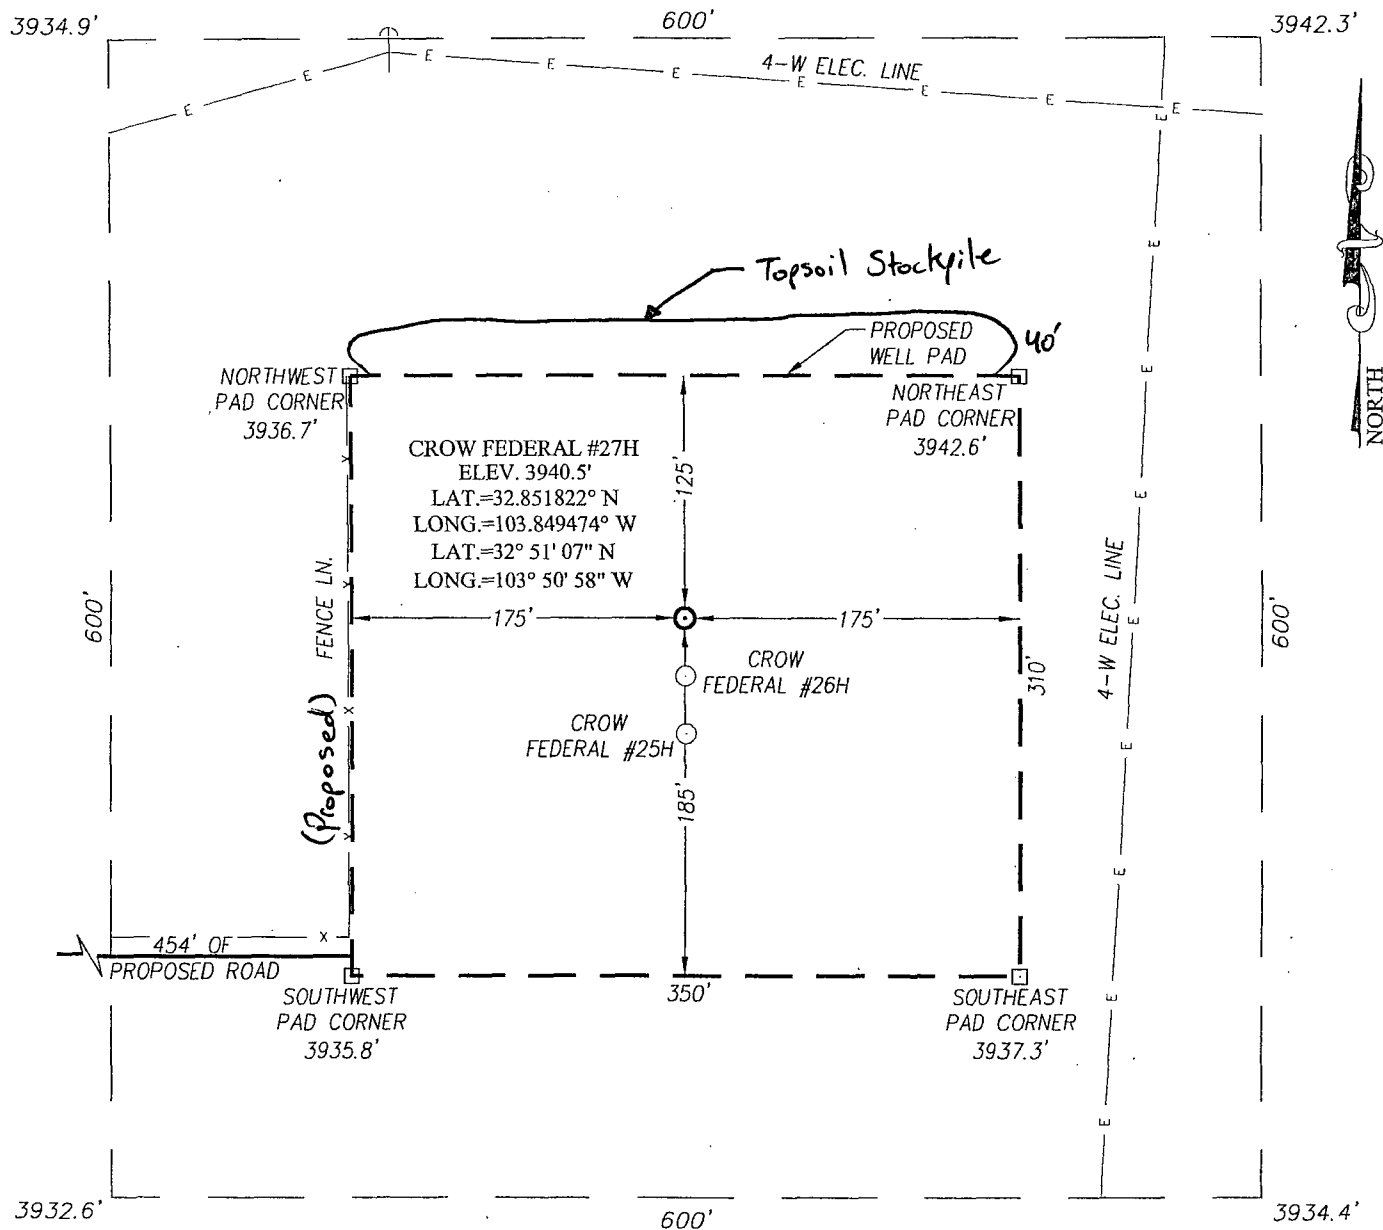 3934.9'
600'
3942.3'
4-W ELEC. LINE
E E E E E E E E E
Topsoil Stockpile
PROPOSED
WELL PAD
40'
NORTHWEST
PAD CORNER
3936.7'
NORTHEAST
PAD CORNER
3942.6'
NORTH
CROW FEDERAL #27H
ELEV. 3940.5'
LAT.=32.851822° N
LONG.=103.849474° W
LAT.=32° 51' 07" N
LONG.=103° 50' 58" W
125'
FENCE LN.
(Proposed)
x x x x x
600'
175'
175'
600'
CROW
FEDERAL #26H
310'
4-W ELEC. LINE
E E E E E E E E E
CROW
FEDERAL #25H
185'
454' OF
PROPOSED ROAD
350'
SOUTHWEST
PAD CORNER
3935.8'
SOUTHEAST
PAD CORNER
3937.3'
3932.6'
600'
3934.4'